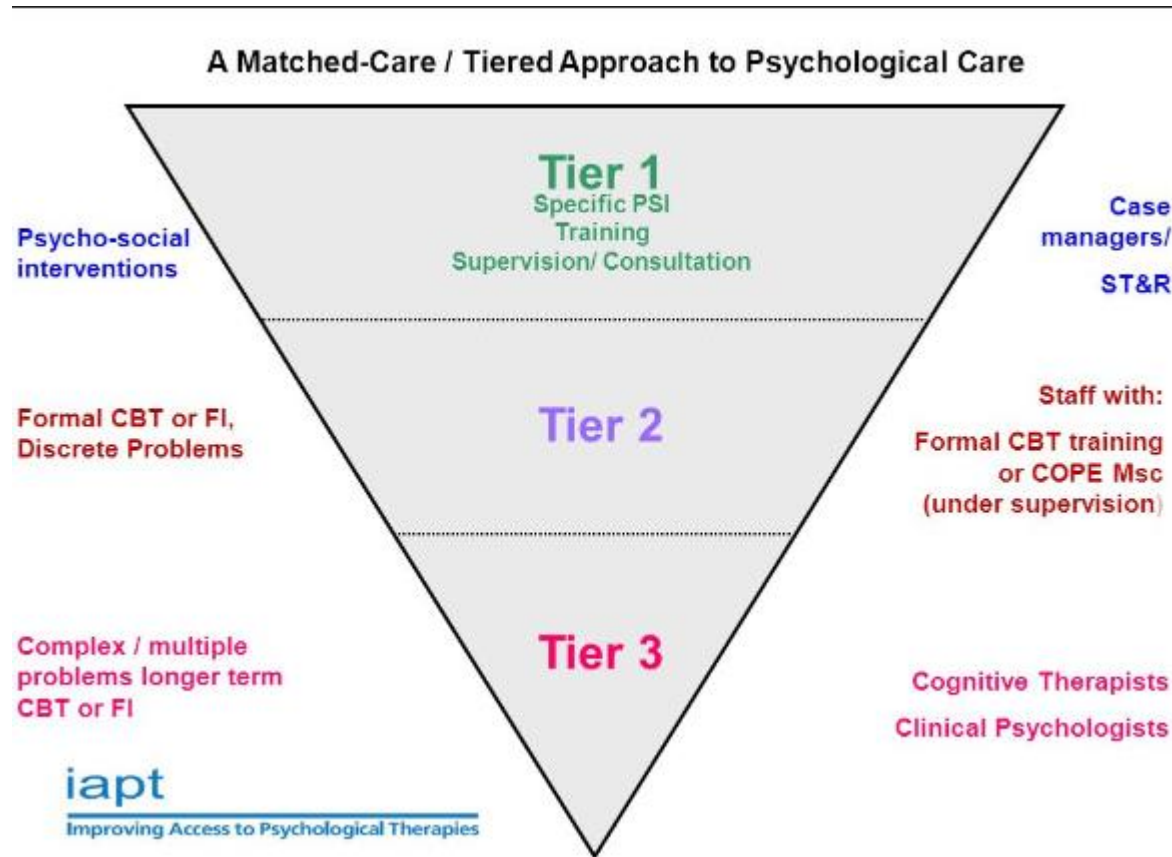 A Matched-Care / Tiered Approach to Psychological Care
Tier 1
Specific PSI
Training
Supervision/ Consultation
Psycho-social
interventions
Case
managers/
ST&R
Formal CBT or FI,
Discrete Problems
Tier 2
Staff with:
Formal CBT training
or COPE Msc
(under supervision)
Complex / multiple
problems longer term
CBT or FI
Tier 3
Cognitive Therapists
Clinical Psychologists
iapt
Improving Access to Psychological Therapies